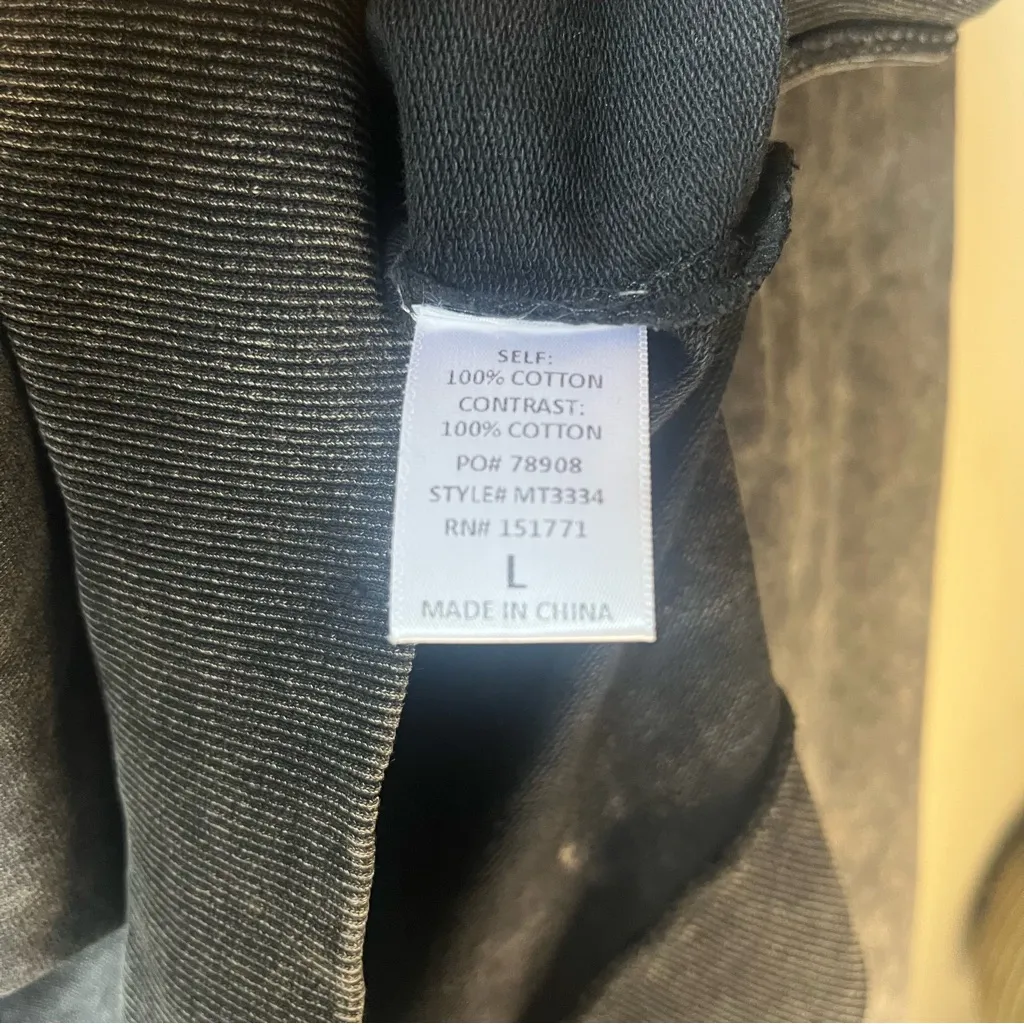 SELF:
100% COTTON
CONTRAST:
100% COTTON
PO# 78908
STYLE# MT3334
RN# 151771
L
MADE IN CHINA